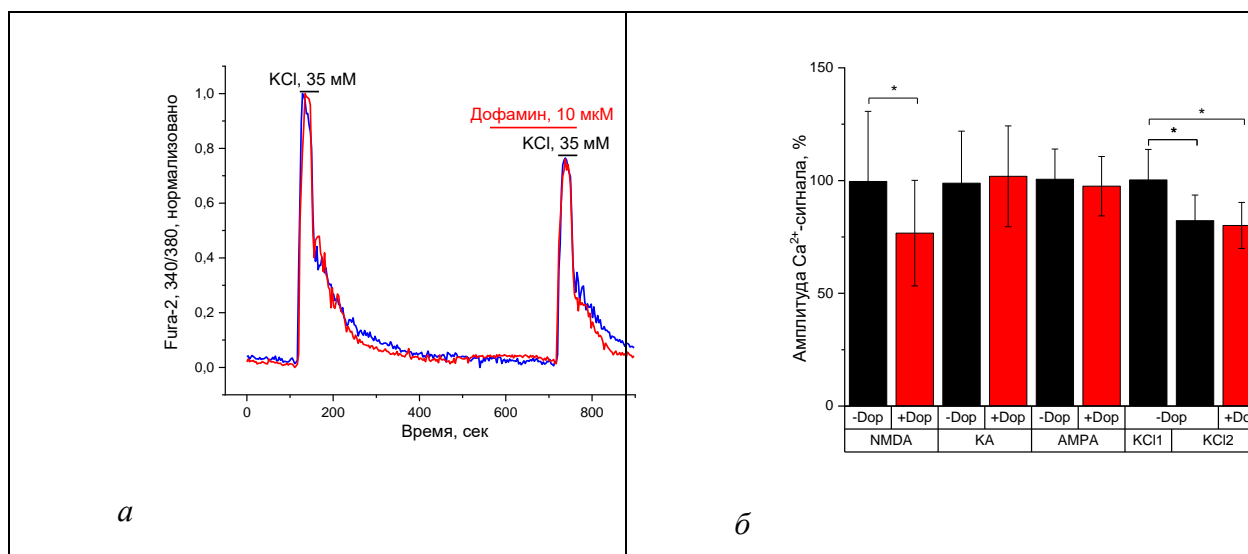 KCl, 35 мМ
Дофамин, 10 мкМ
KCl, 35 мМ
1,0
0,8
0,6
0,4
0,2
0,0
Fura-2, 340/380, нормализовано
0 200 400 600 800
Время, сек
а
150
100
50
0
Амплитуда Ca²⁺-сигнала, %
* * * *
-Dop +Dop -Dop +Dop -Dop +Dop -Dop +Do
NMDA KA AMPA KCl1 KCl2
б